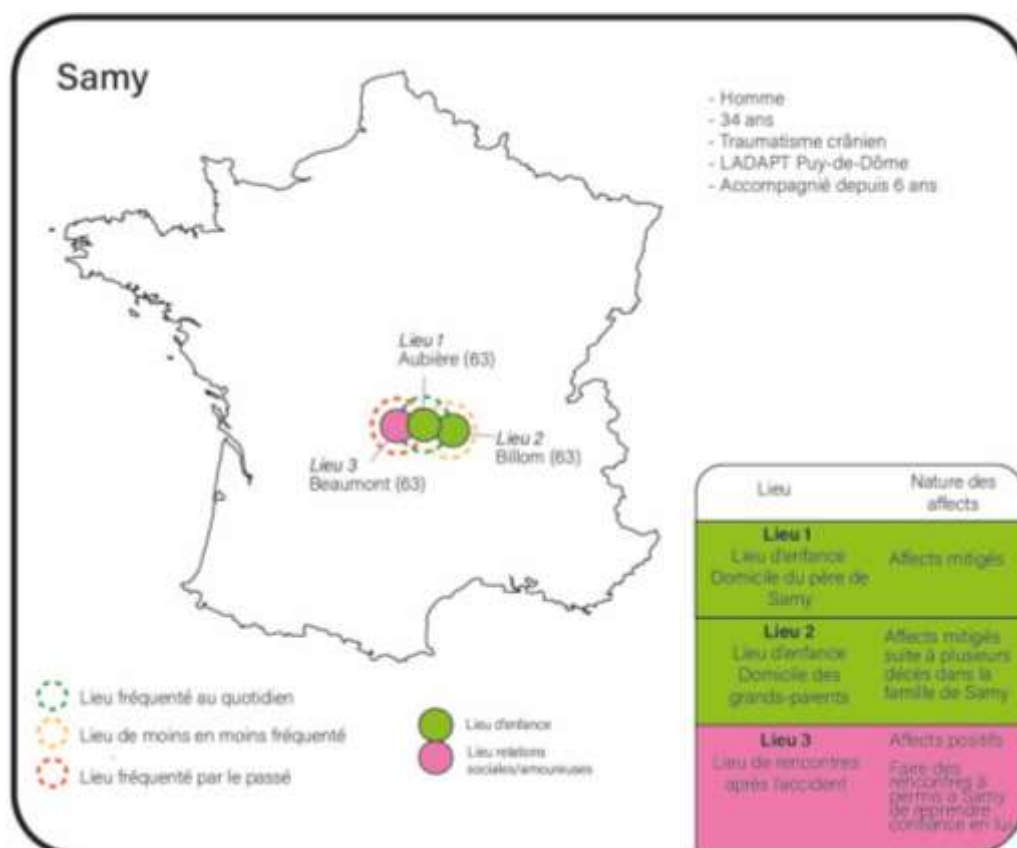 Samy
- Homme
- 34 ans
- Traumatisme crânien
- LADAPT Puy-de-Dôme
- Accompagné depuis 6 ans
Lieu 1
Aubière (63)
Lieu 2
Billom (63)
Lieu 3
Beaumont (63)
Lieu fréquenté au quotidien
Lieu de moins en moins fréquenté
Lieu fréquenté par le passé
Lieu d'enfance
Lieu relations
sociales/amoureuses
Lieu
Nature des
affects
Lieu 1
Lieu d'enfance
Domicile du père de
Samy
Affects mitigés
Lieu 2
Lieu d'enfance
Domicile des
grands-parents
Affects mitigés
suite à plusieurs
décès dans la
famille de Samy
Lieu 3
Lieu de rencontres
après l'accident
Affects positifs
Faire des
rencontres à
permis à Samy
de reprendre
confiance en lui